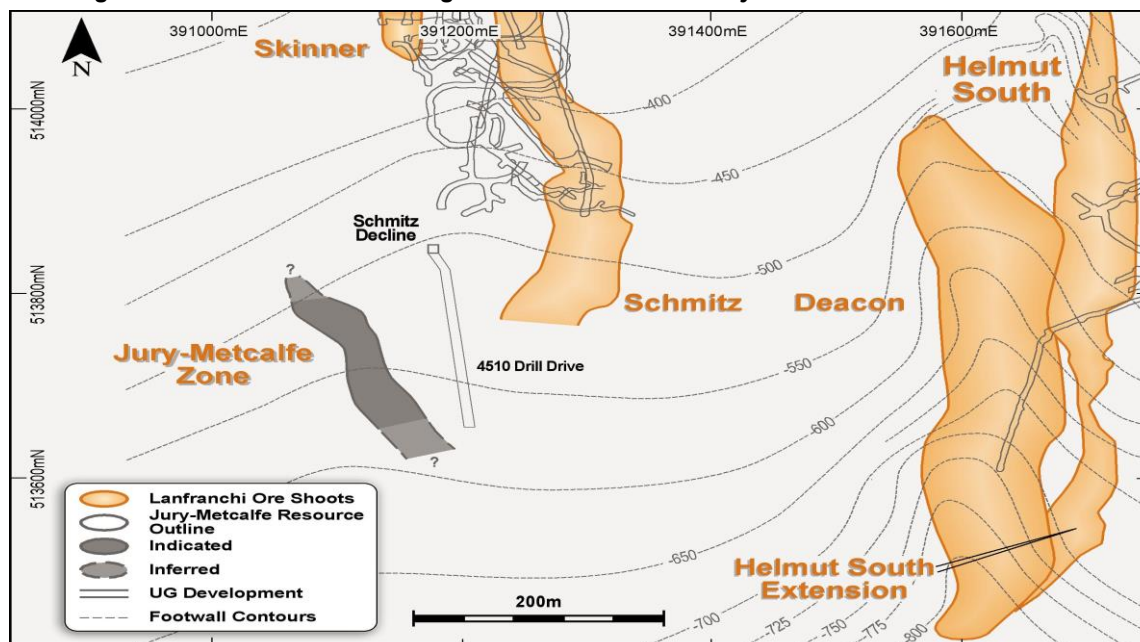 391000mE
391200mE
391400mE
391600mE
N
Skinner
Helmut
South
514000mN
-400
-450
Schmitz
Decline
-500
513800mN
?
Schmitz
Deacon
Jury-Metcalfe
Zone
4510 Drill Drive
-550
-600
?
513600mN
Lanfranchi Ore Shoots
Jury-Metcalfe Resource
Outline
Indicated
Inferred
UG Development
Footwall Contours
-650
Helmut South
Extension
200m
-700
-725
-750
-775
-800